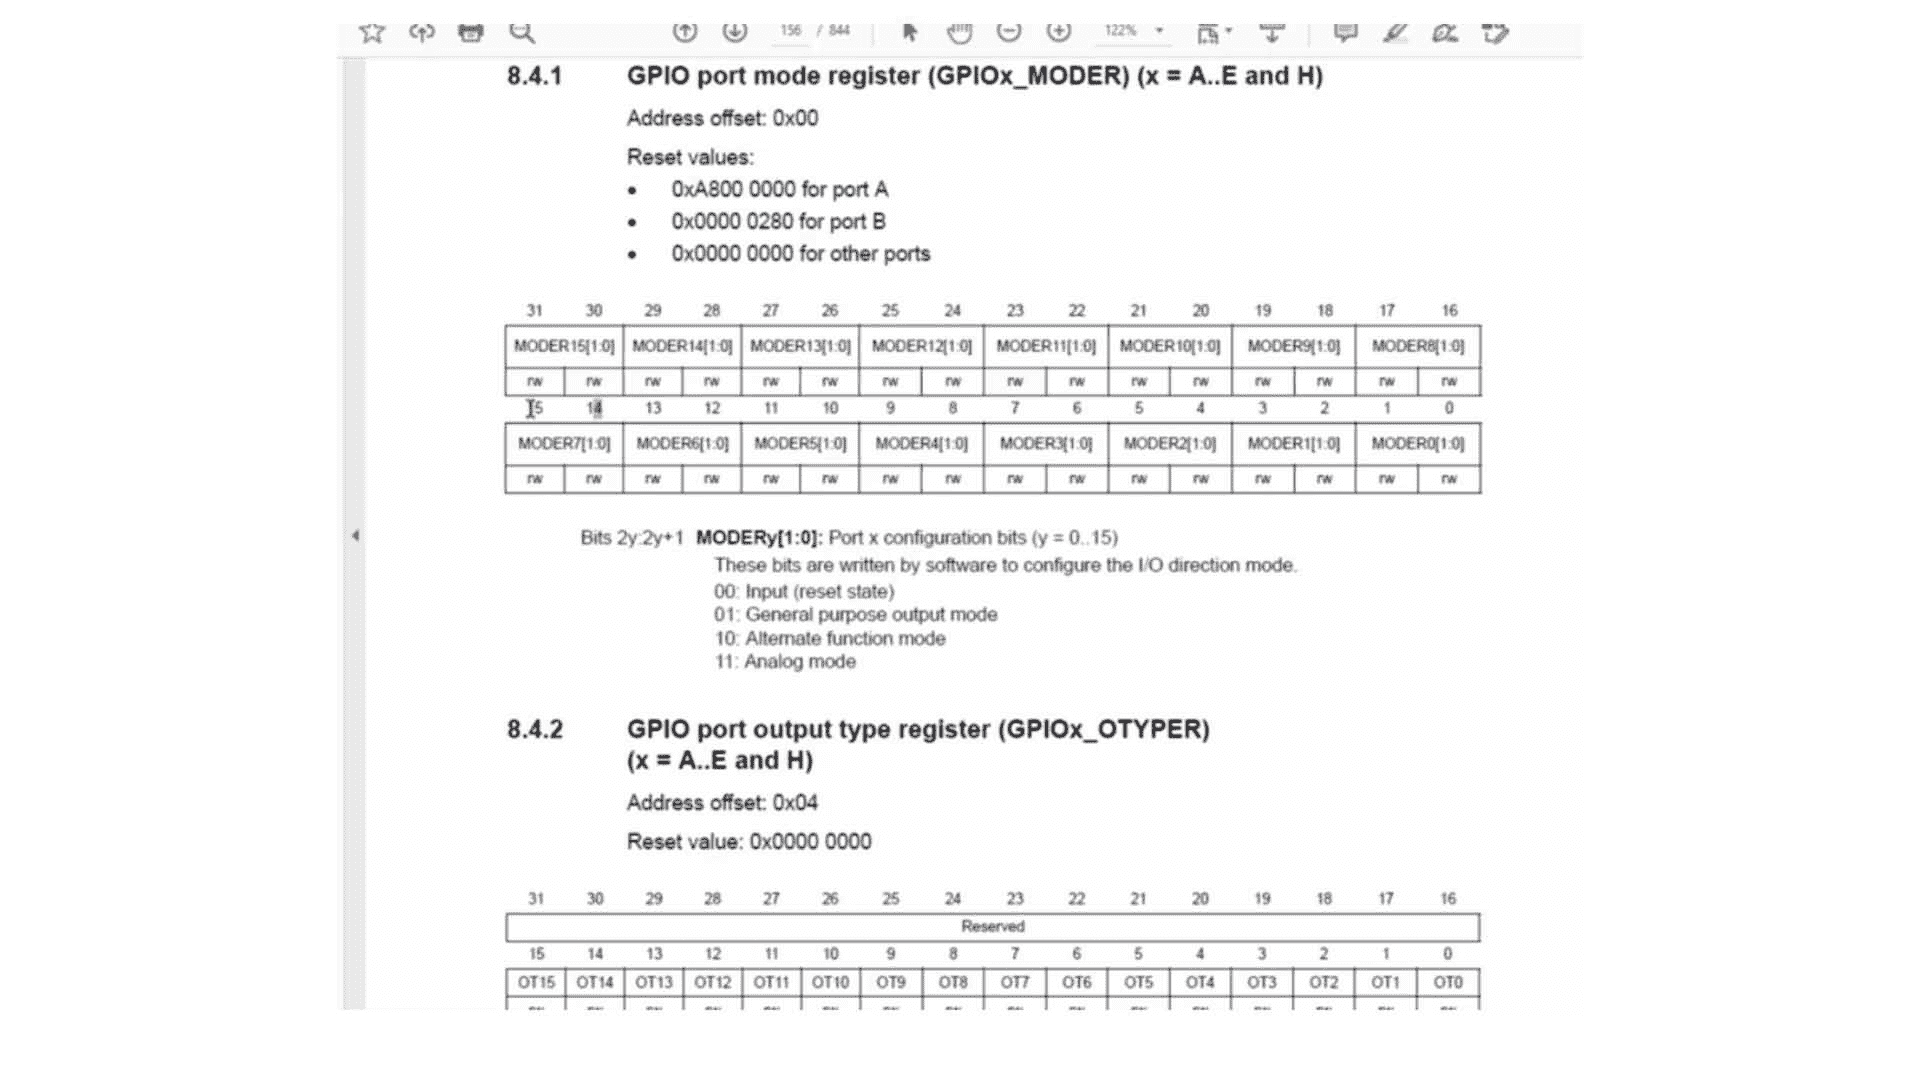 156 / 844
122%
8.4.1 GPIO port mode register (GPIOx_MODER) (x = A..E and H)
Address offset: 0x00
Reset values:
• 0xA800 0000 for port A
• 0x0000 0280 for port B
• 0x0000 0000 for other ports
31 30 29 28 27 26 25 24 23 22 21 20 19 18 17 16
MODER15[1:0] MODER14[1:0] MODER13[1:0] MODER12[1:0] MODER11[1:0] MODER10[1:0] MODER9[1:0] MODER8[1:0]
rw rw rw rw rw rw rw rw rw rw rw rw rw rw rw rw
15 14 13 12 11 10 9 8 7 6 5 4 3 2 1 0
MODER7[1:0] MODER6[1:0] MODER5[1:0] MODER4[1:0] MODER3[1:0] MODER2[1:0] MODER1[1:0] MODER0[1:0]
rw rw rw rw rw rw rw rw rw rw rw rw rw rw rw rw
Bits 2y:2y+1 MODERy[1:0]: Port x configuration bits (y = 0..15)
These bits are written by software to configure the I/O direction mode.
00: Input (reset state)
01: General purpose output mode
10: Alternate function mode
11: Analog mode
8.4.2 GPIO port output type register (GPIOx_OTYPER)
(x = A..E and H)
Address offset: 0x04
Reset value: 0x0000 0000
31 30 29 28 27 26 25 24 23 22 21 20 19 18 17 16
Reserved
15 14 13 12 11 10 9 8 7 6 5 4 3 2 1 0
OT15 OT14 OT13 OT12 OT11 OT10 OT9 OT8 OT7 OT6 OT5 OT4 OT3 OT2 OT1 OT0